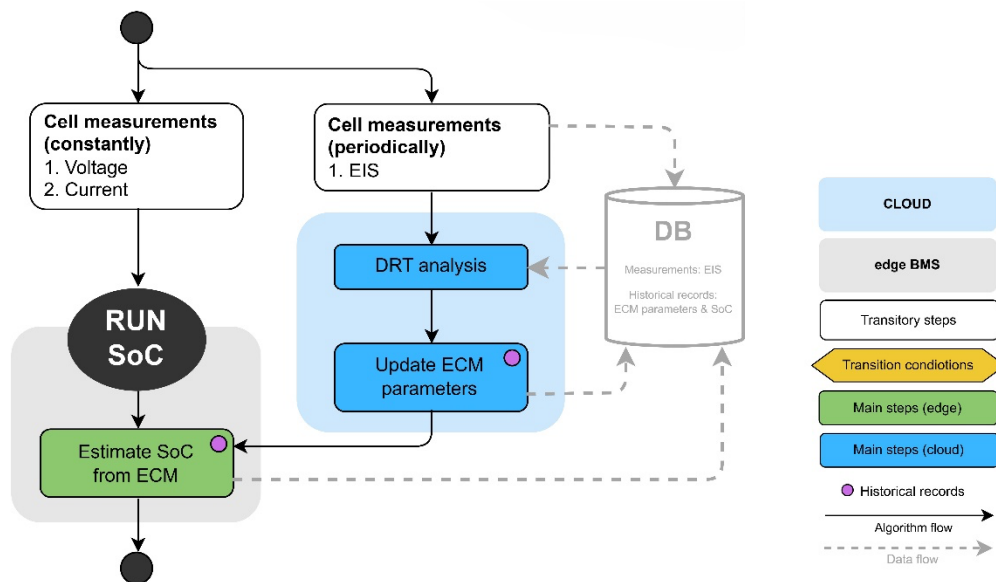 Cell measurements
(constantly)
1. Voltage
2. Current
Cell measurements
(periodically)
1. EIS
DRT analysis
Update ECM
parameters
RUN
SoC
Estimate SoC
from ECM
DB
Measurements: EIS
Historical records:
ECM parameters & SoC
CLOUD
edge BMS
Transitory steps
Transition condiotions
Main steps (edge)
Main steps (cloud)
Historical records
Algorithm flow
Data flow